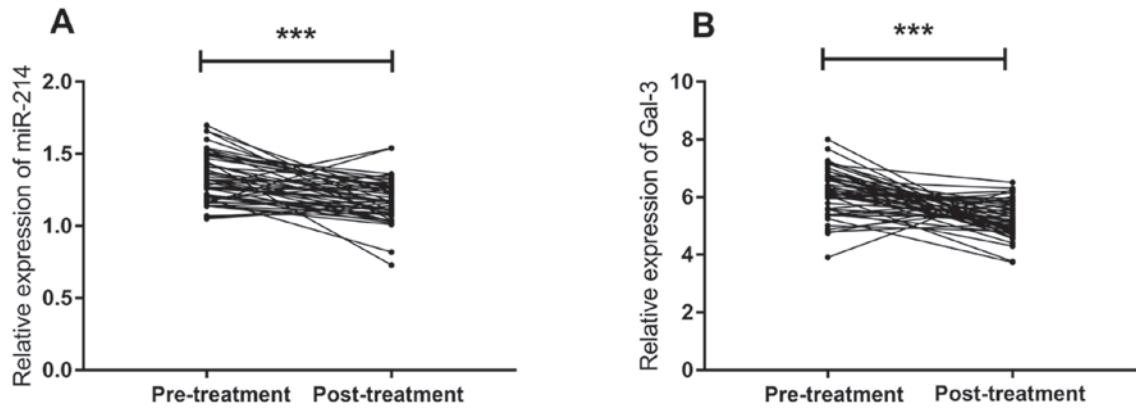 A
***
Relative expression of miR-214
2.0
1.5
1.0
0.5
0.0
Pre-treatment Post-treatment
B
***
Relative expression of Gal-3
10
8
6
4
2
0
Pre-treatment Post-treatment